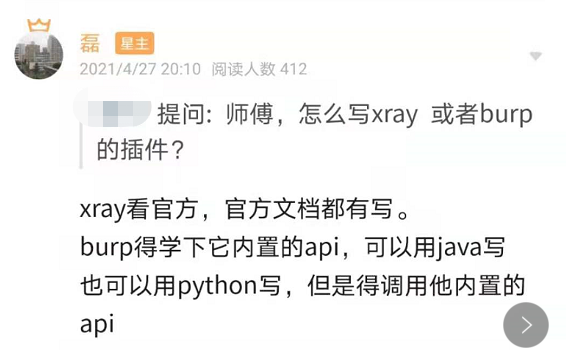 磊 星主
2021/4/27 20:10 阅读人数 412
提问: 师傅，怎么写xray 或者burp
的插件？
xray看官方，官方文档都有写。
burp得学下它内置的api，可以用java写
也可以用python写，但是得调用他内置的
api